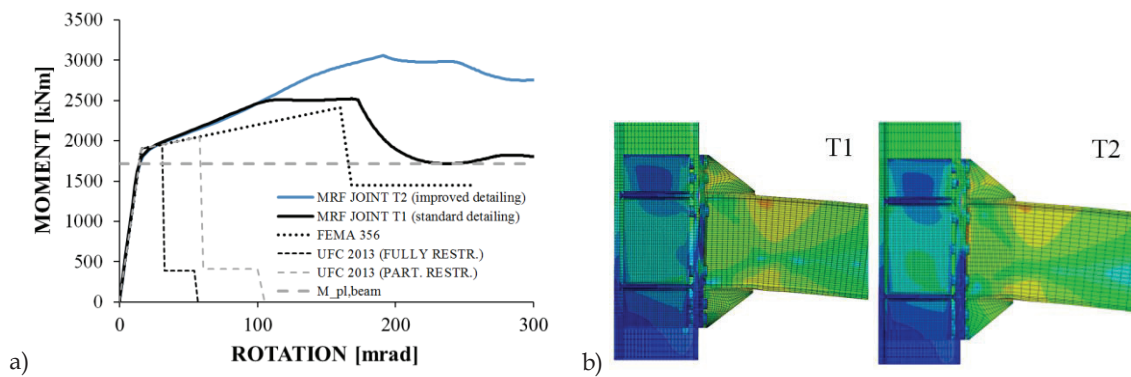 MOMENT [kNm]
3500
3000
2500
2000
1500
1000
500
0
MRF JOINT T2 (improved detailing)
MRF JOINT T1 (standard detailing)
FEMA 356
UFC 2013 (FULLY RESTR.)
UFC 2013 (PART. RESTR.)
M_pl,beam
0 100 200 300
ROTATION [mrad]
a)
T1
T2
b)